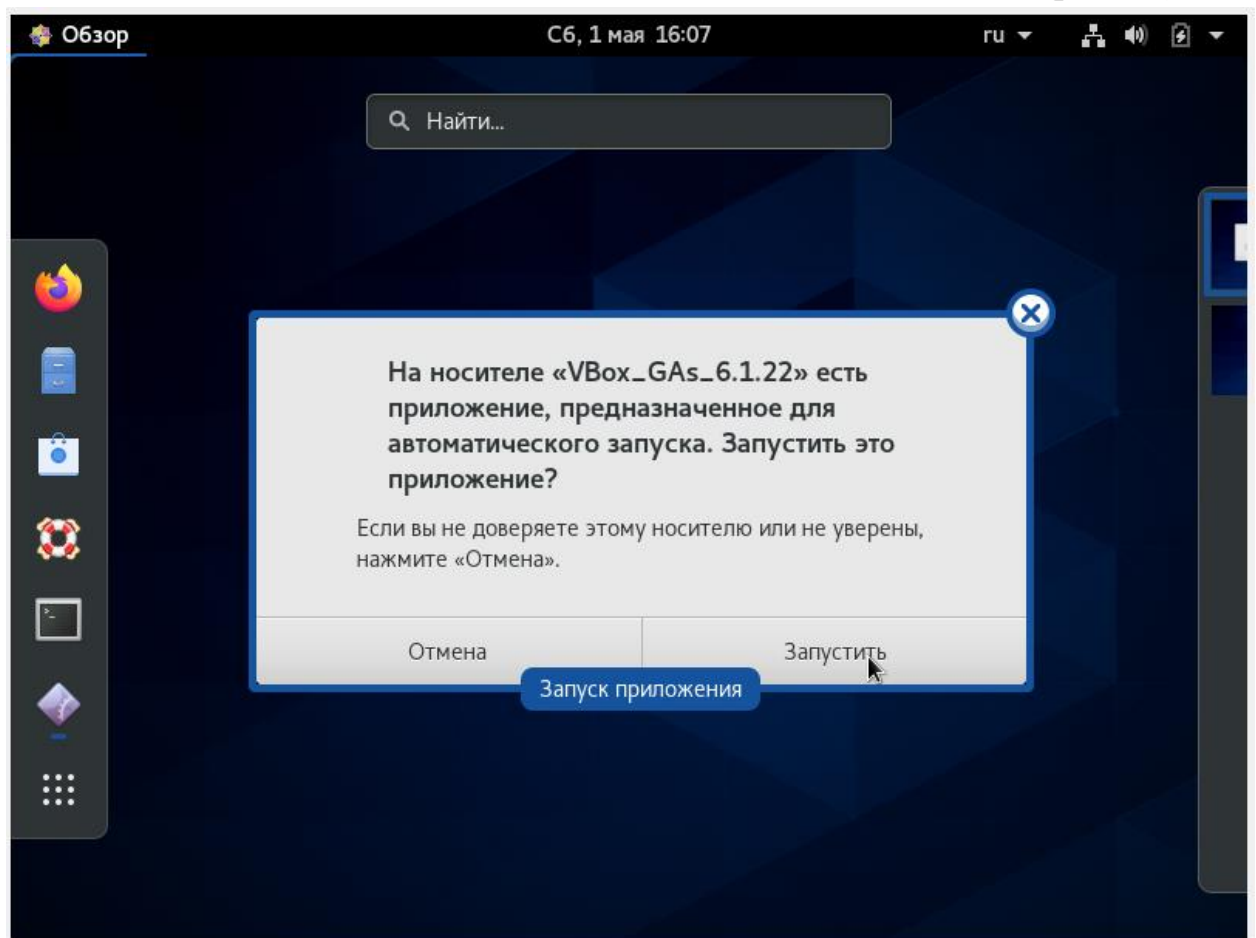 Обзор
Сб, 1 мая 16:07
ru
Найти...
На носителе «VBox_GAs_6.1.22» есть
приложение, предназначенное для
автоматического запуска. Запустить это
приложение?
Если вы не доверяете этому носителю или не уверены,
нажмите «Отмена».
Отмена
Запустить
Запуск приложения